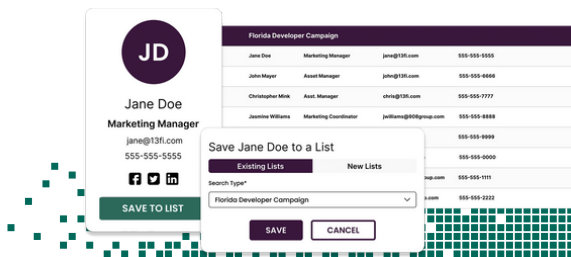 JD
Jane Doe
Marketing Manager
jane@13fi.com
555-555-5555
SAVE TO LIST
Florida Developer Campaign
Jane Doe Marketing Manager jane@13fi.com 555-555-5555
John Mayer Asset Manager john@13fi.com 555-555-6666
Christopher Mink Asst. Manager chris@13fi.com 555-555-7777
Jasmine Williams Marketing Coordinator jwilliams@908group.com 555-555-8888
555-555-9999
555-555-0000
oup.com 555-555-1111
.com 555-555-2222
Save Jane Doe to a List
Existing Lists New Lists
Search Type*
Florida Developer Campaign
SAVE CANCEL